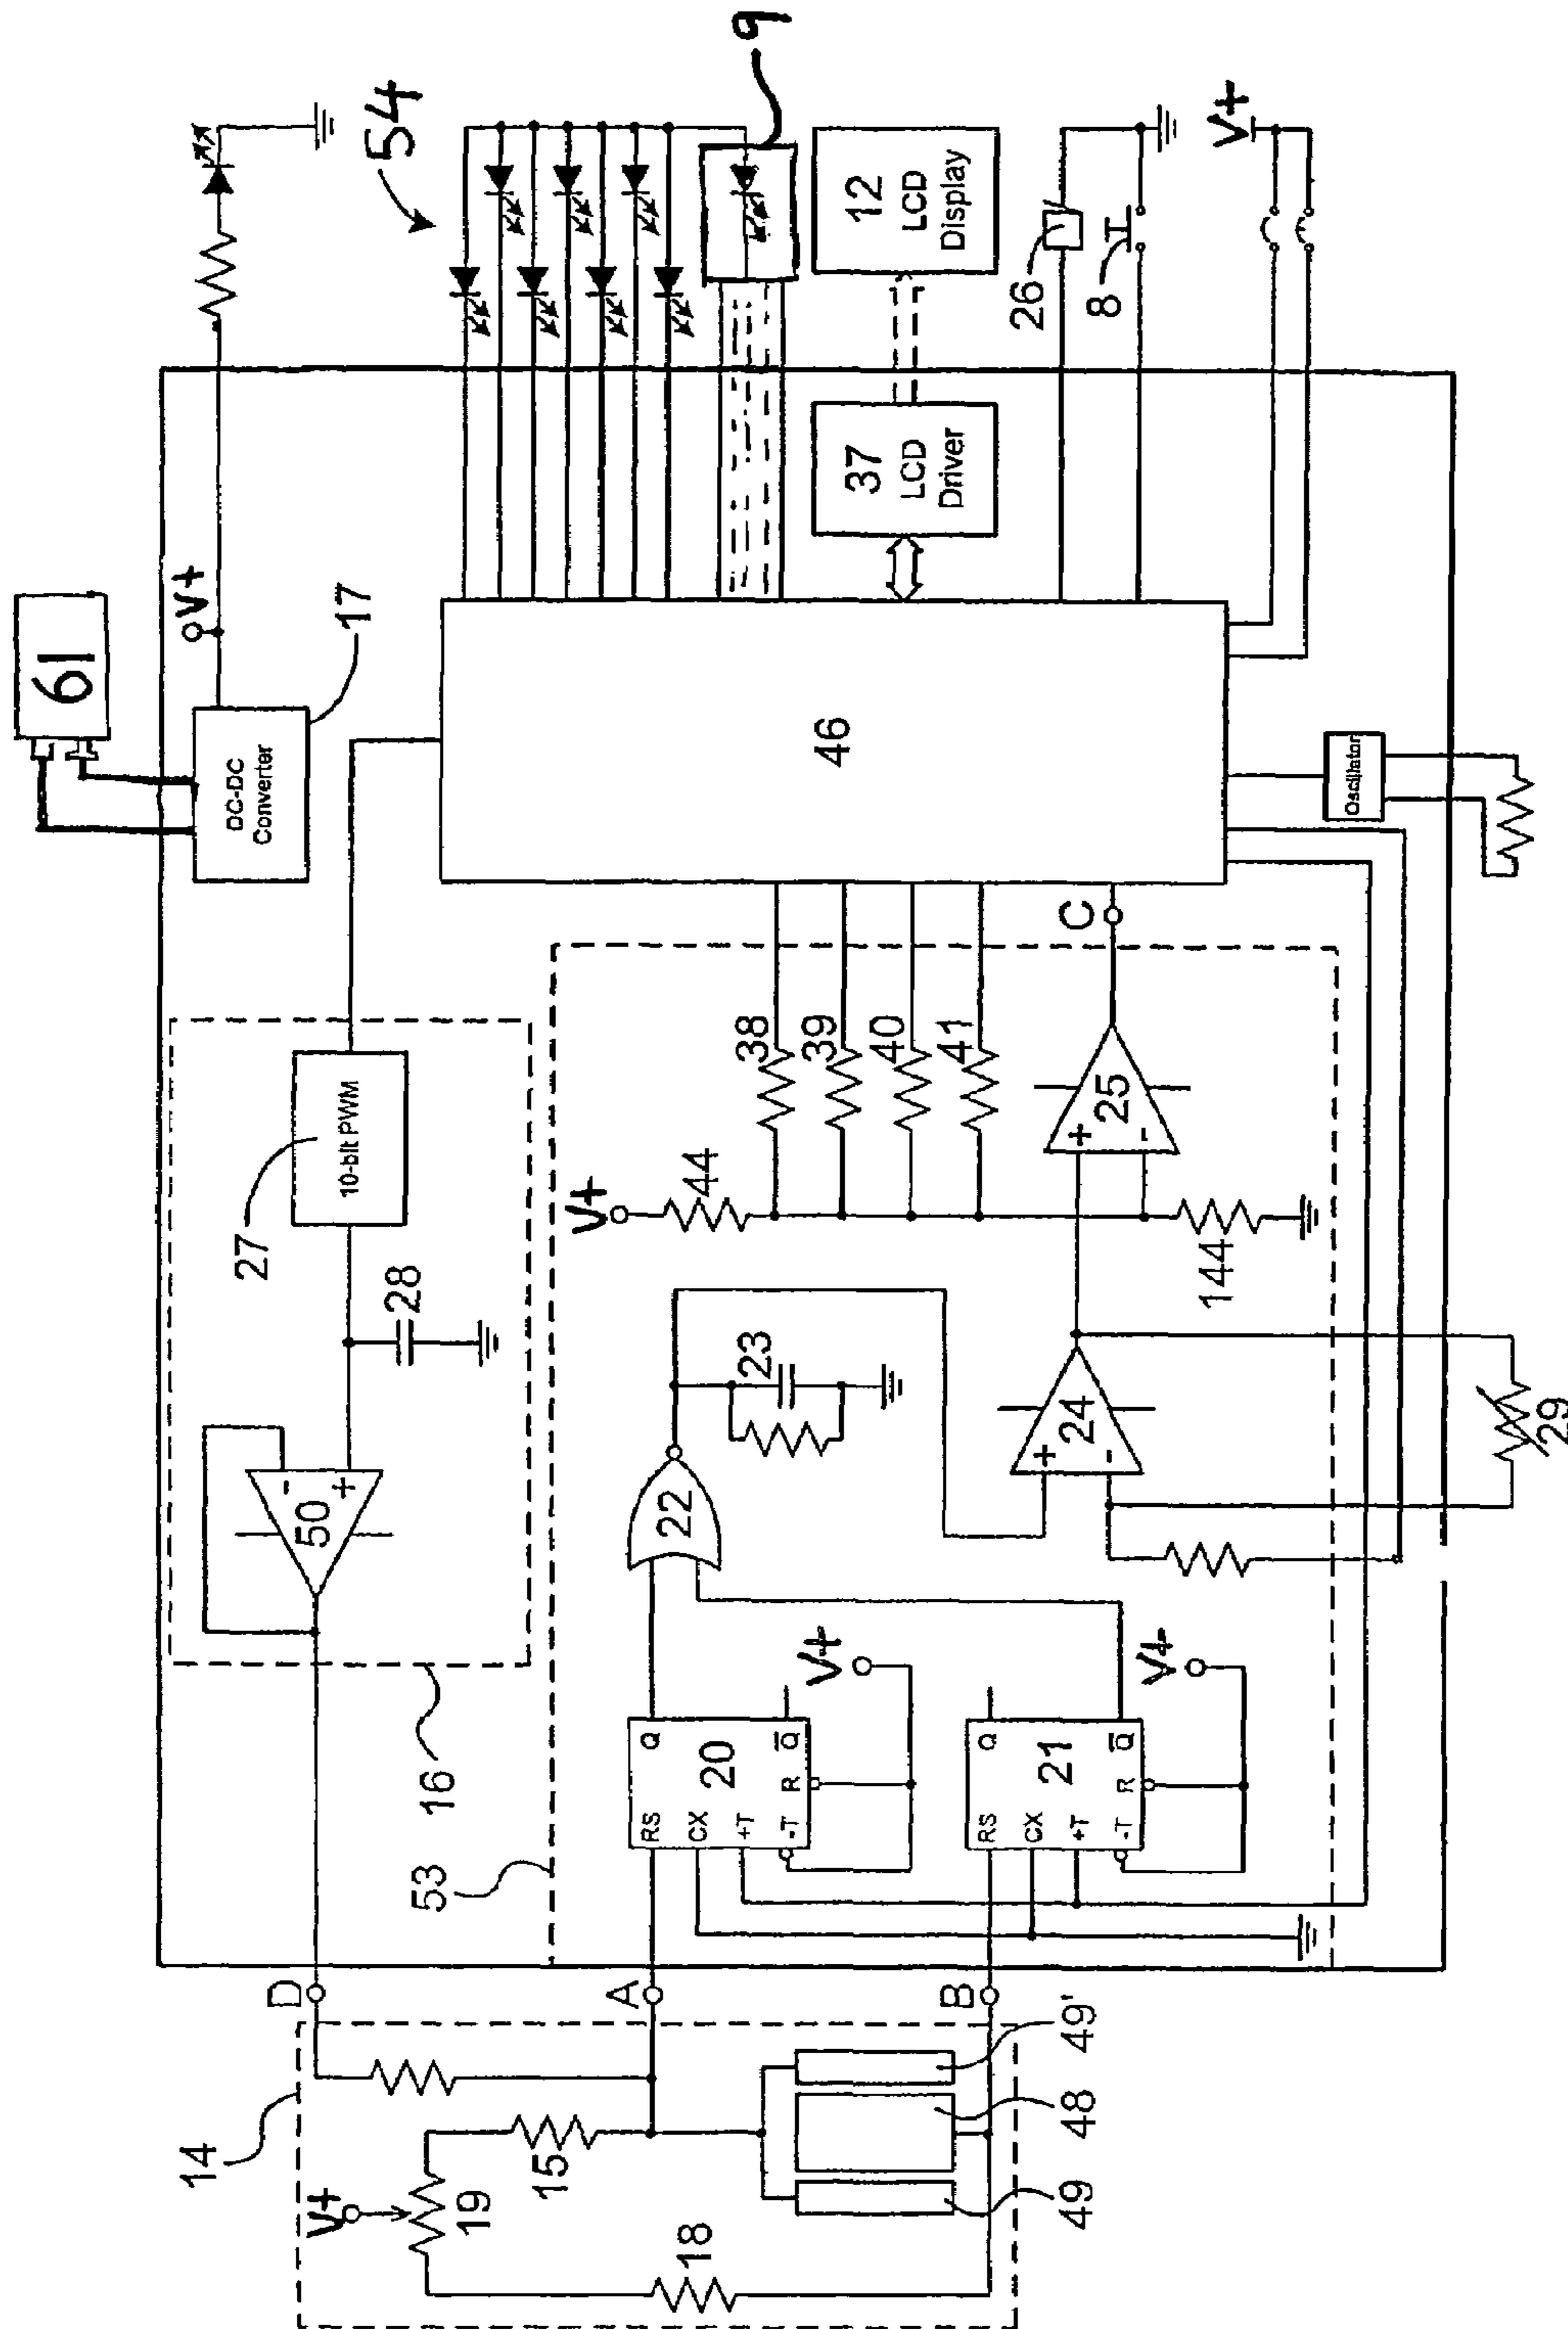 61
V+
DC-DC
Converter
17
54
9
12
LCD
Display
37
LCD
Driver
26
8
V+
46
Oscillator
16
27
10-bit PWM
28
50
-
+
D
53
V+
44
38
39
40
41
C
25
+
-
144
23
22
24
+
-
29
20
RS
CX
+T
-T
Q
Q
R
V+
21
RS
CX
+T
-T
Q
Q
R
V+
A
B
14
V+
19
15
18
49
48
49'